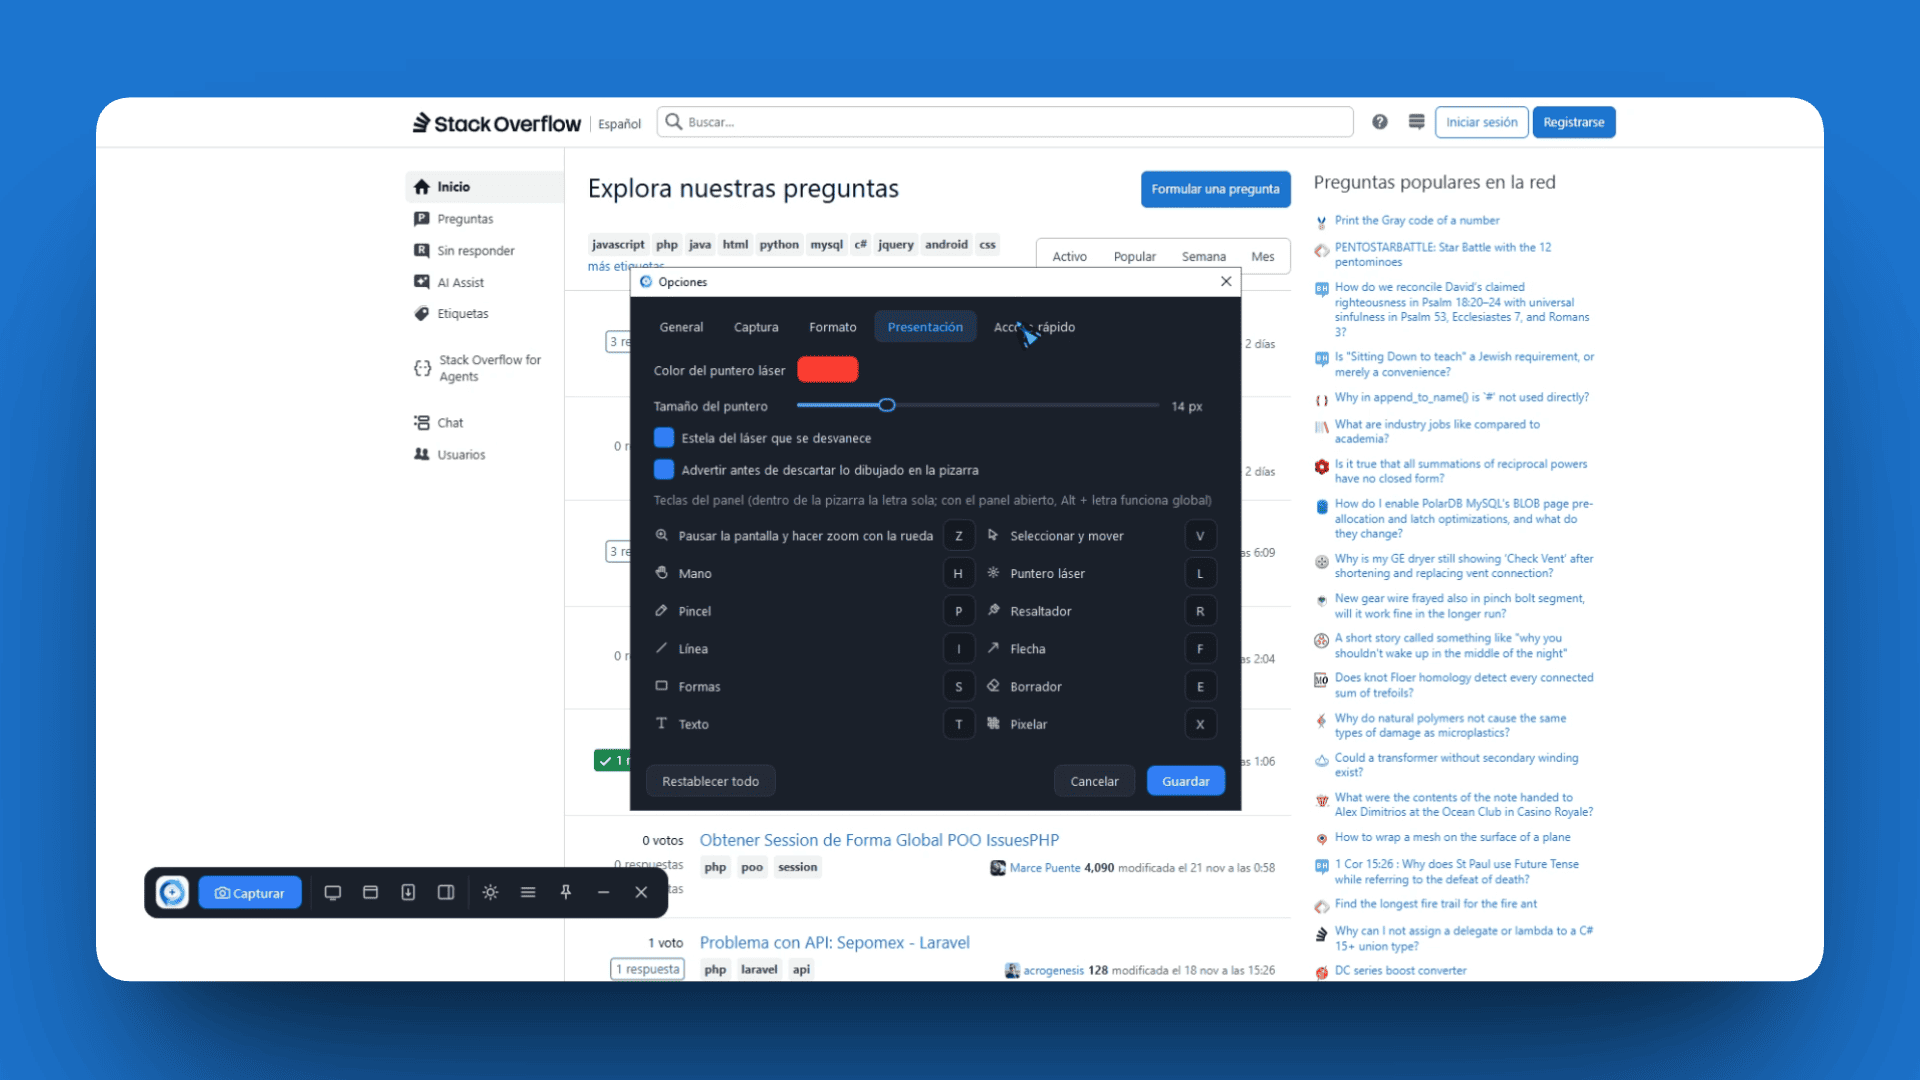 stack overflow Español
Buscar...
Iniciar sesión
Registrarse
Inicio
Preguntas
Sin responder
AI Assist
Etiquetas
Stack Overflow for
Agents
Chat
Usuarios
Explora nuestras preguntas
Formular una pregunta
javascript php java html python mysql c# jquery android css
más etiquetas
Activo Popular Semana Mes
Opciones
General Captura Formato Presentación rápido
Color del puntero láser
Tamaño del puntero 14 px
Estela del láser que se desvanece
Advertir antes de descartar lo dibujado en la pizarra
Teclas del panel (dentro de la pizarra la letra sola; con el panel abierto, Alt + letra funciona global)
Pausar la pantalla y hacer zoom con la rueda Z Seleccionar y mover V
Mano H Puntero láser L
Pincel P Resaltador R
Línea I Flecha F
Formas S Borrador E
Texto T Pixelar X
Restablecer todo Cancelar Guardar
3 re
2 días
0 r
2 días
3 re
as 6:09
0 r
as 2:04
1 r
as 1:06
0 votos
0 respuestas
tas
Obtener Session de Forma Global POO IssuesPHP
php poo session
Marce Puente 4,090 modificada el 21 nov a las 0:58
Capturar
1 voto
1 respuesta
Problema con API: Sepomex - Laravel
php laravel api
acrogenesis 128 modificada el 18 nov a las 15:26
Preguntas populares en la red
Print the Gray code of a number
PENTOSTARBATTLE: Star Battle with the 12
pentominoes
How do we reconcile David's claimed
righteousness in Psalm 18:20–24 with universal
sinfulness in Psalm 53, Ecclesiastes 7, and Romans
3?
Is "Sitting Down to teach" a Jewish requirement, or
merely a convenience?
Why in append_to_name() is `#' not used directly?
What are industry jobs like compared to
academia?
Is it true that all summations of reciprocal powers
have no closed form?
How do I enable PolarDB MySQL's BLOB page pre-
allocation and latch optimizations, and what do
they change?
Why is my GE dryer still showing 'Check Vent' after
shortening and replacing vent connection?
New gear wire frayed also in pinch bolt segment,
will it work fine in the longer run?
A short story called something like "why you
shouldn't wake up in the middle of the night"
Does knot Floer homology detect every connected
sum of trefoils?
Why do natural polymers not cause the same
types of damage as microplastics?
Could a transformer without secondary winding
exist?
What were the contents of the note handed to
Alex Dimitrios at the Ocean Club in Casino Royale?
How to wrap a mesh on the surface of a plane
1 Cor 15:26 : Why does St Paul use Future Tense
while referring to the defeat of death?
Find the longest fire trail for the fire ant
Why can I not assign a delegate or lambda to a C#
15+ union type?
DC series boost converter